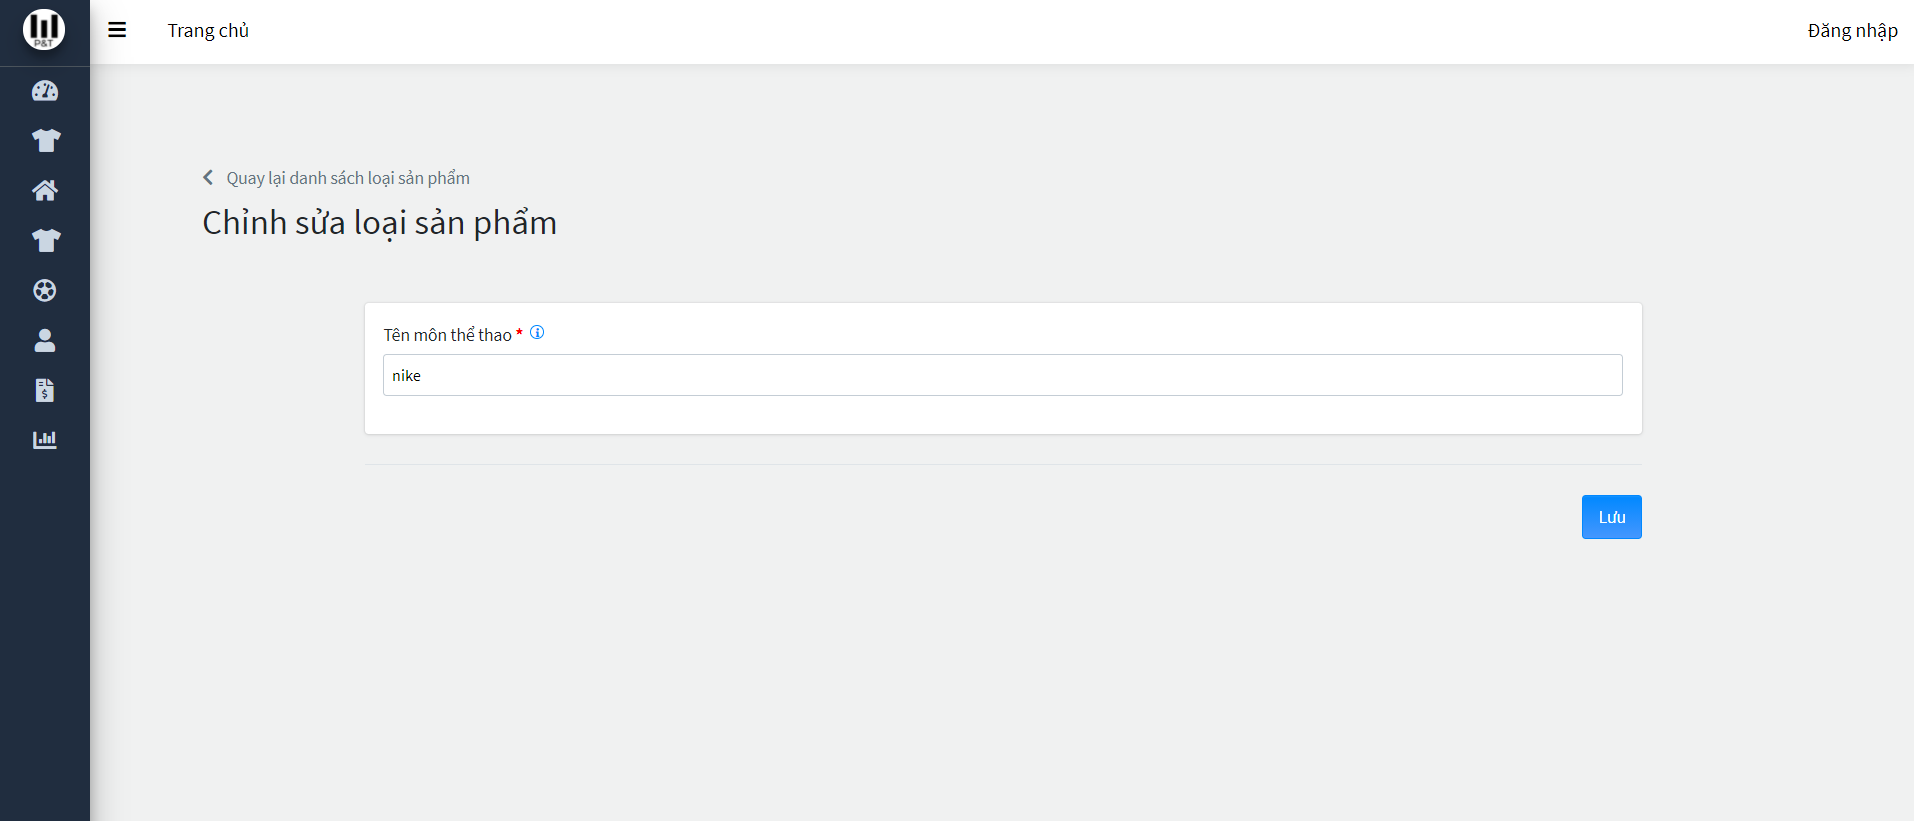 P&T
Trang chủ
Đăng nhập
Quay lại danh sách loại sản phẩm
Chỉnh sửa loại sản phẩm
Tên môn thể thao *
nike
Lưu